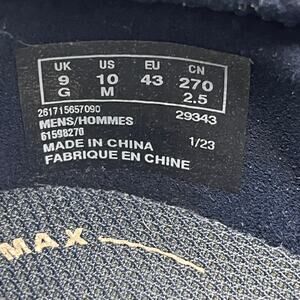 UK US EU CN
9 10 43 270
G M 2.5
261715657090 29343
MENS/HOMMES
61598270
MADE IN CHINA 1/23
FABRIQUE EN CHINE
MAX